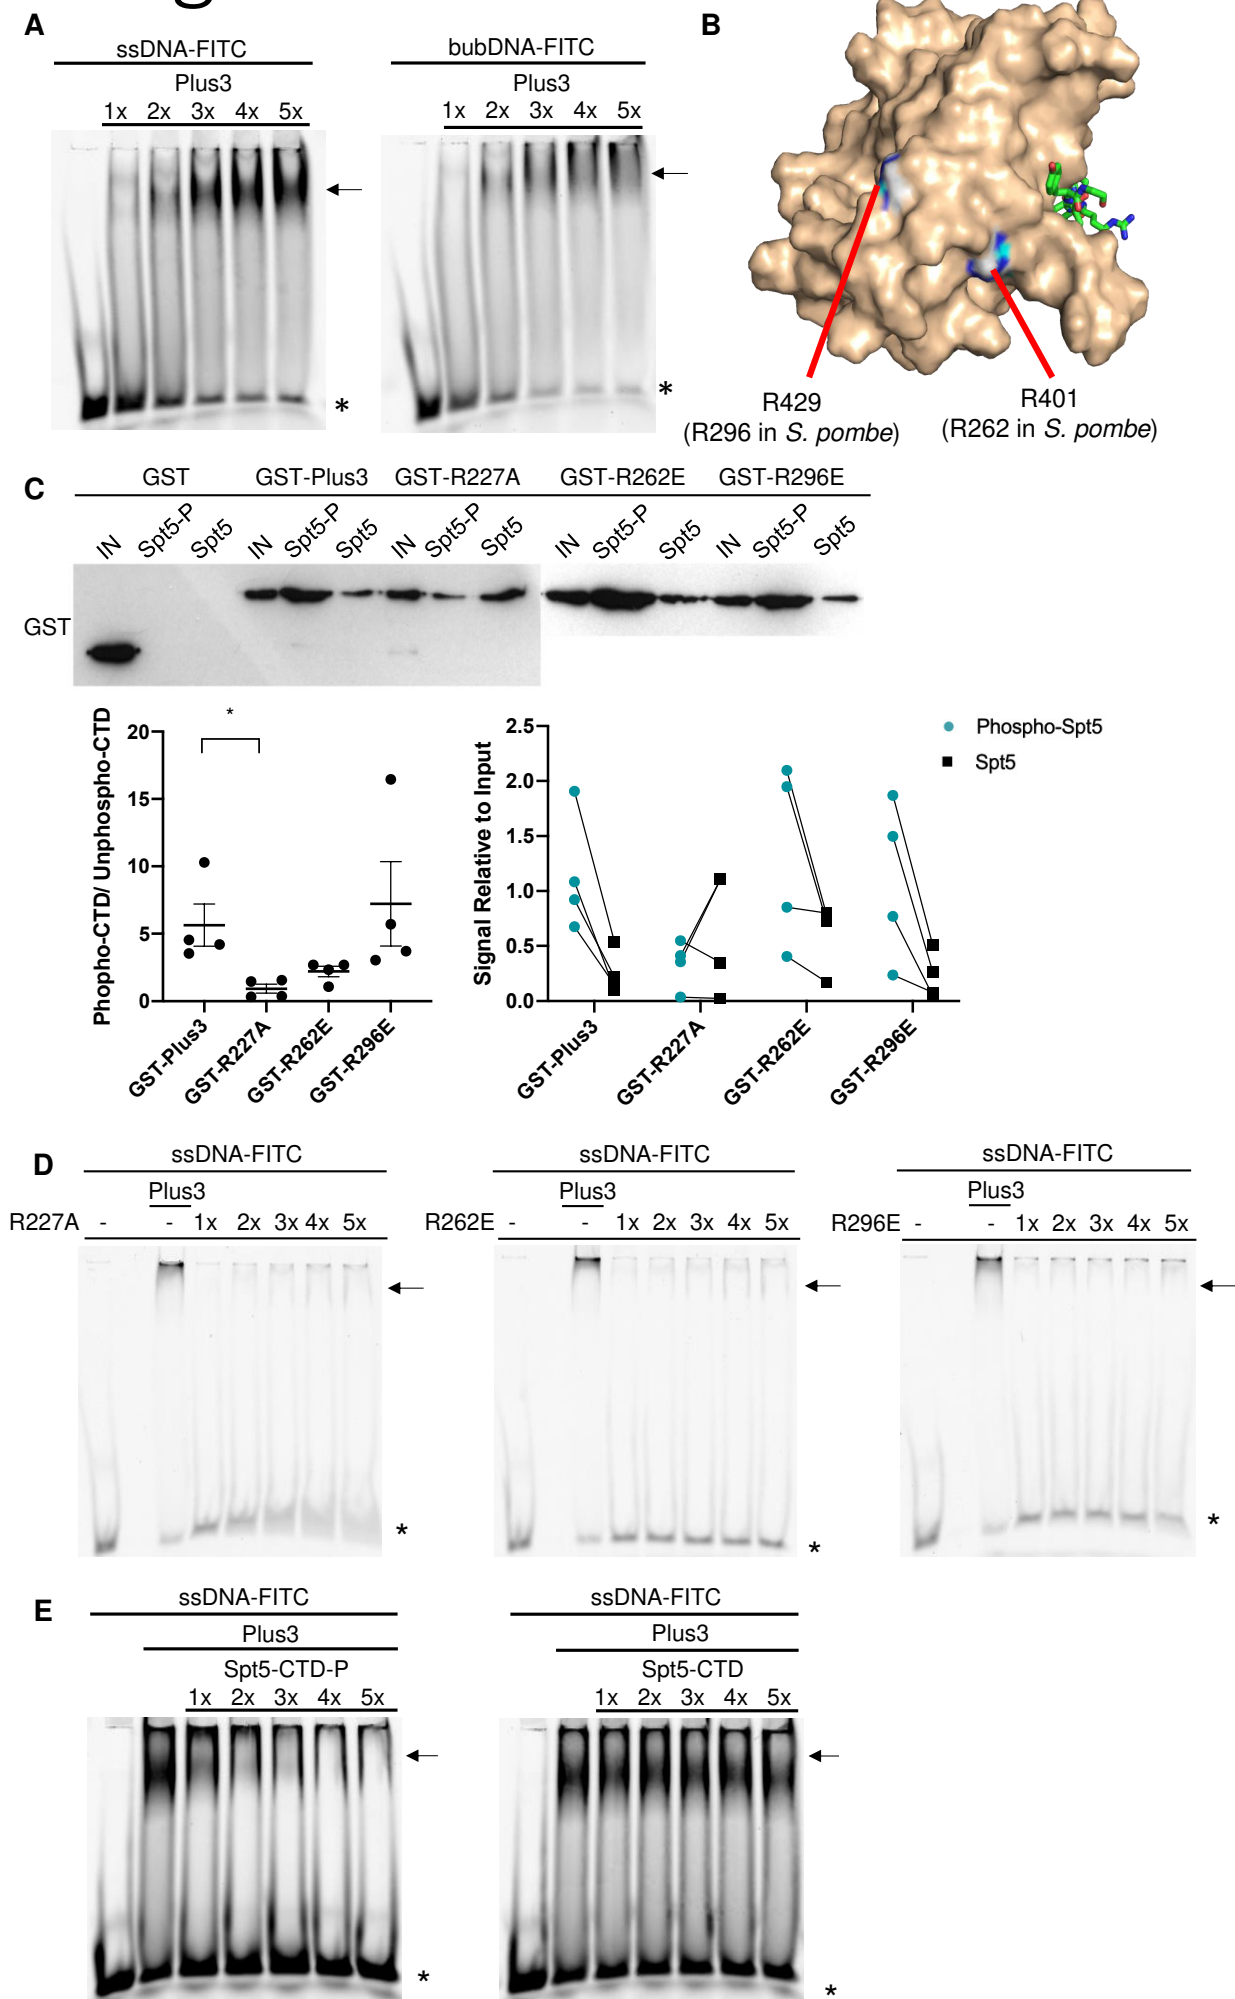 g
A
ssDNA-FITC
Plus3
1x 2x 3x 4x 5x
*
bubDNA-FITC
Plus3
1x 2x 3x 4x 5x
*
B
R429
(R296 in S. pombe)
R401
(R262 in S. pombe)
C
GST GST-Plus3 GST-R227A GST-R262E GST-R296E
IN Spt5-P Spt5 IN Spt5-P Spt5 IN Spt5-P Spt5 IN Spt5-P Spt5 IN Spt5-P Spt5
GST
Phopho-CTD/ Unphospho-CTD
20
15
10
5
0
*
GST-Plus3
GST-R227A
GST-R262E
GST-R296E
Signal Relative to Input
2.5
2.0
1.5
1.0
0.5
0.0
GST-Plus3
GST-R227A
GST-R262E
GST-R296E
Phospho-Spt5
Spt5
D
ssDNA-FITC
Plus3
R227A - - 1x 2x 3x 4x 5x
*
ssDNA-FITC
Plus3
R262E - - 1x 2x 3x 4x 5x
*
ssDNA-FITC
Plus3
R296E - - 1x 2x 3x 4x 5x
*
E
ssDNA-FITC
Plus3
Spt5-CTD-P
1x 2x 3x 4x 5x
*
ssDNA-FITC
Plus3
Spt5-CTD
1x 2x 3x 4x 5x
*